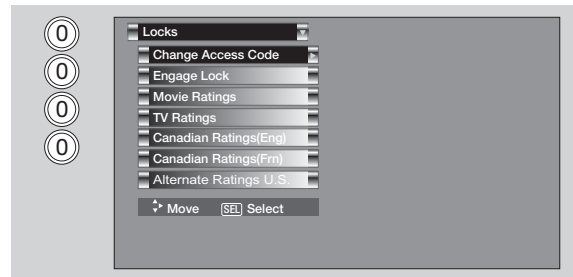 0
0
0
0
Locks
Change Access Code
Engage Lock
Movie Ratings
TV Ratings
Canadian Ratings(Eng)
Canadian Ratings(Frn)
Alternate Ratings U.S.
Move SEL Select